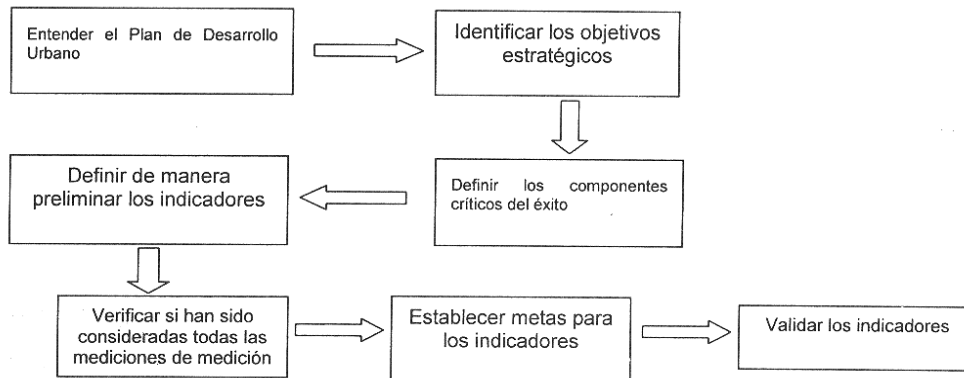 Entender el Plan de Desarrollo
Urbano
Identificar los objetivos
estratégicos
Definir los componentes
críticos del éxito
Definir de manera
preliminar los indicadores
Verificar si han sido
consideradas todas las
mediciones de medición
Establecer metas para
los indicadores
Validar los indicadores